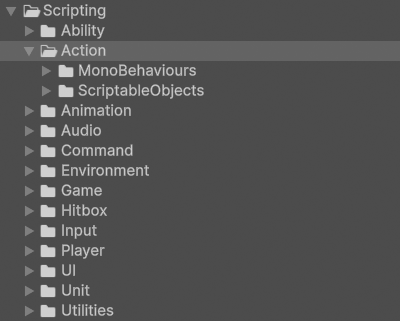 Scripting
Ability
Action
MonoBehaviours
ScriptableObjects
Animation
Audio
Command
Environment
Game
Hitbox
Input
Player
UI
Unit
Utilities